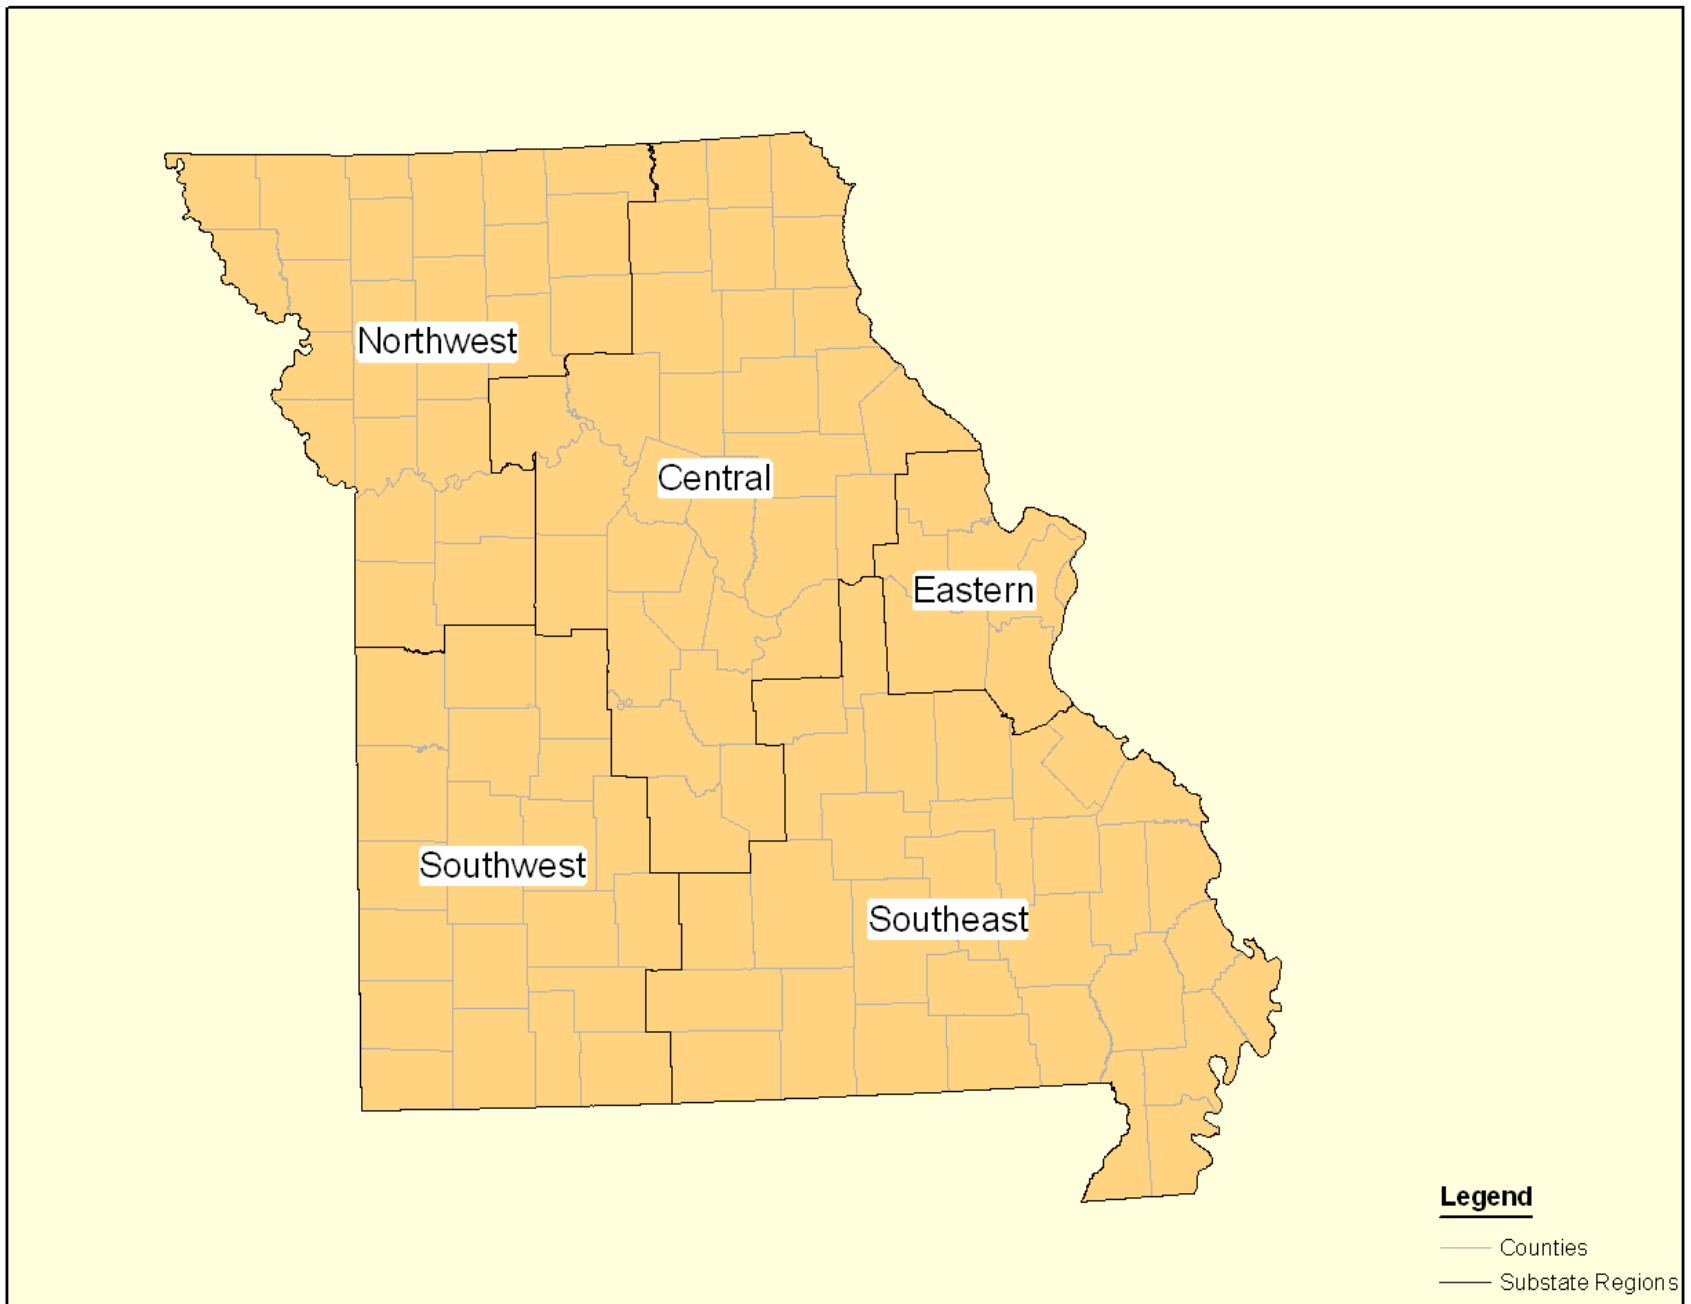 Northwest
Central
Eastern
Southwest
Southeast
Legend
Counties
Substate Regions